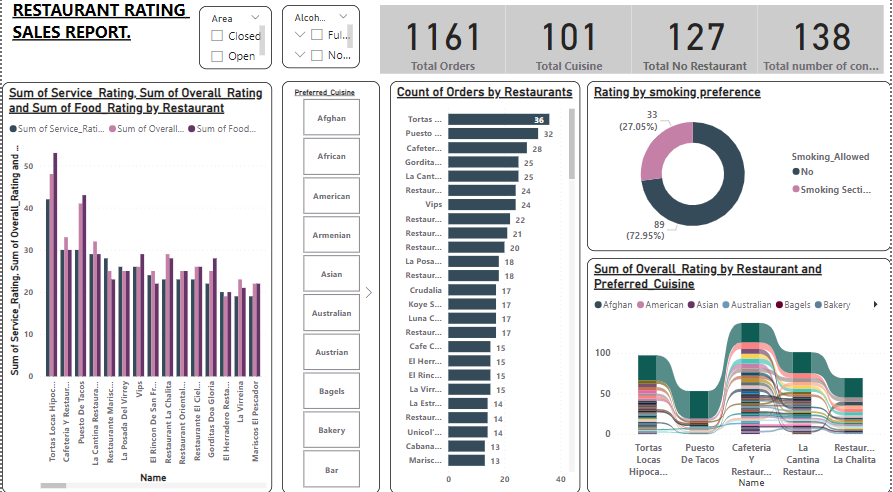 RESTAURANT RATING
SALES REPORT.
Area
Closed
Open
Alcoh...
Ful...
No...
1161
Total Orders
101
Total Cuisine
127
Total No Restaurant
138
Total number of con...
Sum of Service_Rating, Sum of Overall_Rating
and Sum of Food_Rating by Restaurant
Sum of Service_Rati... Sum of Overall... Sum of Food...
Sum of Service_Rating, Sum of Overall_Rating and ...
50
40
30
20
10
0
Tortas Locas Hipoc...
Cafeteria Y Restaur...
Puesto De Tacos
La Cantina Restaura...
Restaurante Marisc...
La Posada Del Virrey
Vips
El Rincon De San Fr...
Restaurant La Chalita
Restaurant Oriental...
Restaurante El Ciel...
Gorditas Doa Gloria
El Herradero Resta...
La Virreina
Mariscos El Pescador
Name
Preferred_Cuisine
Afghan
African
American
Armenian
Asian
Australian
Austrian
Bagels
Bakery
Bar
Count of Orders by Restaurants
Tortas ... 36
Puesto ... 32
Cafeter... 28
Gordita... 25
La Cant... 25
Restaur... 24
Vips 24
Restaur... 22
Restaur... 21
Restaur... 20
La Posa... 18
Restaur... 18
Crudalia 17
Koye S... 17
Luna C... 17
Restaur... 17
Cafe C... 15
El Herr... 15
El Rinc... 15
La Virr... 15
La Estr... 14
Restaur... 14
Unicol'... 14
Cabana... 13
Marisc... 13
0 20 40
Rating by smoking preference
33
(27.05%)
89
(72.95%)
Smoking_Allowed
No
Smoking Secti...
Sum of Overall_Rating by Restaurant and
Preferred_Cuisine
Afghan American Asian Australian Bagels Bakery
100
50
0
Tortas
Locas
Hipoca...
Puesto
De Tacos
Cafeteria
Y
Restaur...
La
Cantina
Restaur...
Restaur...
La Chalita
Name